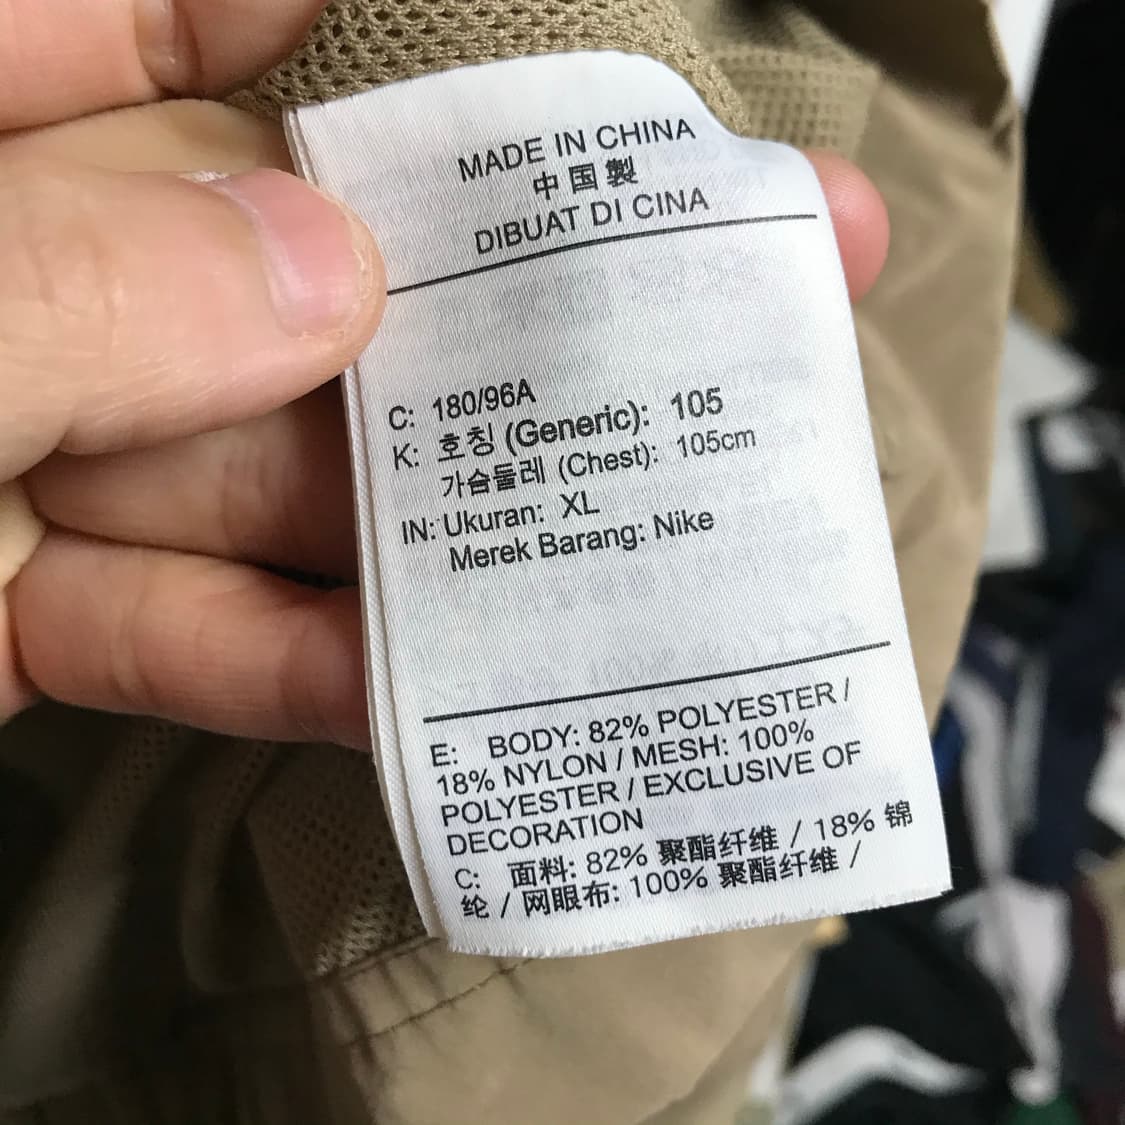 MADE IN CHINA
中国製
DIBUAT DI CINA
C: 180/96A
K: 호칭 (Generic): 105
가슴둘레 (Chest): 105cm
IN: Ukuran: XL
Merek Barang: Nike
E: BODY: 82% POLYESTER /
18% NYLON / MESH: 100%
POLYESTER / EXCLUSIVE OF
DECORATION
C: 面料: 82% 聚酯纤维 / 18% 锦
纶 / 网眼布: 100% 聚酯纤维 /